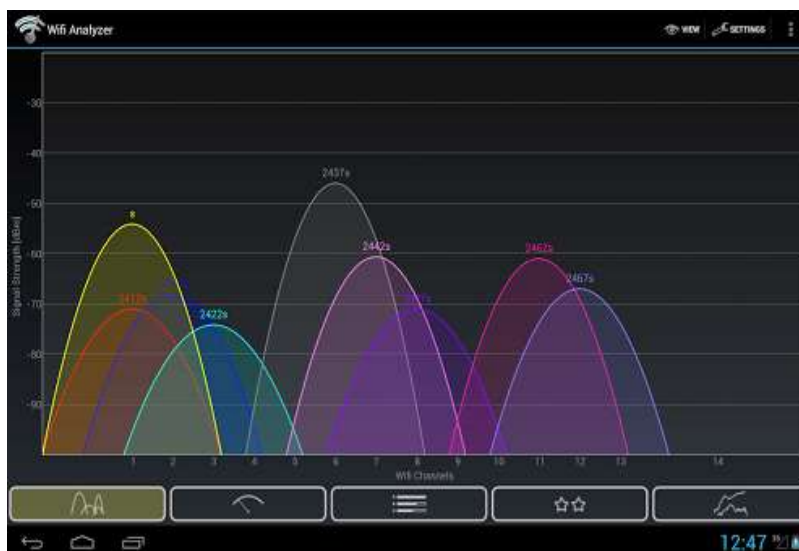 Wifi Analyzer
VIEW
SETTINGS
-30
-40
-50
-60
-70
-80
-90
Signal Strength [dBm]
2437s
8
2442s
2462s
2467s
2412s
2422s
1 2 3 4 5 6 7 8 9 10 11 12 13 14
Wifi Channels
12:47